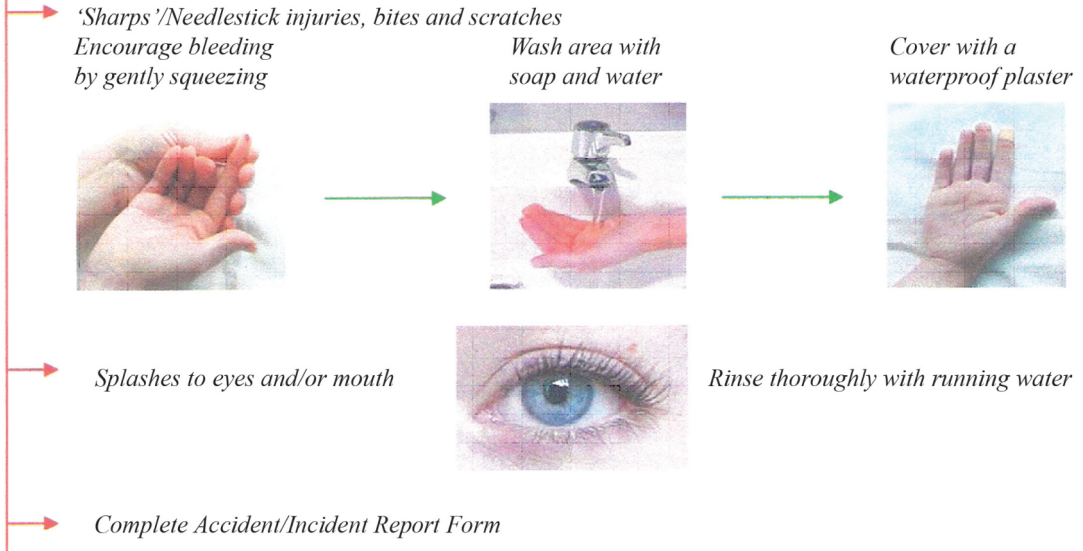 ‘Sharps’/Needlestick injuries, bites and scratches
Encourage bleeding
by gently squeezing
Wash area with
soap and water
Cover with a
waterproof plaster
Splashes to eyes and/or mouth
Rinse thoroughly with running water
Complete Accident/Incident Report Form